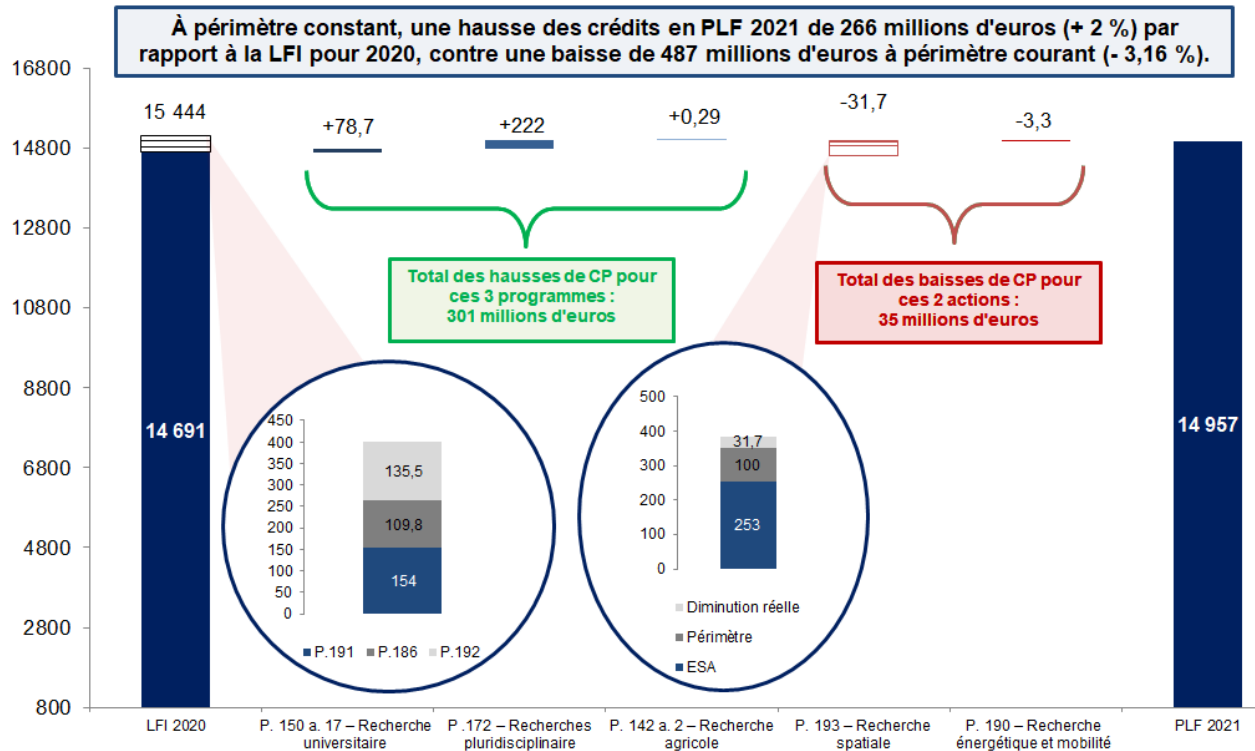 À périmètre constant, une hausse des crédits en PLF 2021 de 266 millions d'euros (+ 2 %) par
rapport à la LFI pour 2020, contre une baisse de 487 millions d'euros à périmètre courant (- 3,16 %).
16800
14800
12800
10800
8800
6800
4800
2800
800
15 444
+78,7
+222
+0,29
-31,7
-3,3
Total des hausses de CP pour
ces 3 programmes :
301 millions d'euros
Total des baisses de CP pour
ces 2 actions :
35 millions d'euros
14 691
14 957
450
400
350
300
250
200
150
100
50
0
135,5
109,8
154
P.191 P.186 P.192
500
400
300
200
100
0
31,7
100
253
Diminution réelle
Périmètre
ESA
LFI 2020
P. 150 a. 17 – Recherche
universitaire
P .172 – Recherches
pluridisciplinaire
P. 142 a. 2 – Recherche
agricole
P. 193 – Recherche
spatiale
P. 190 – Recherche
énergétique et mobilité
PLF 2021